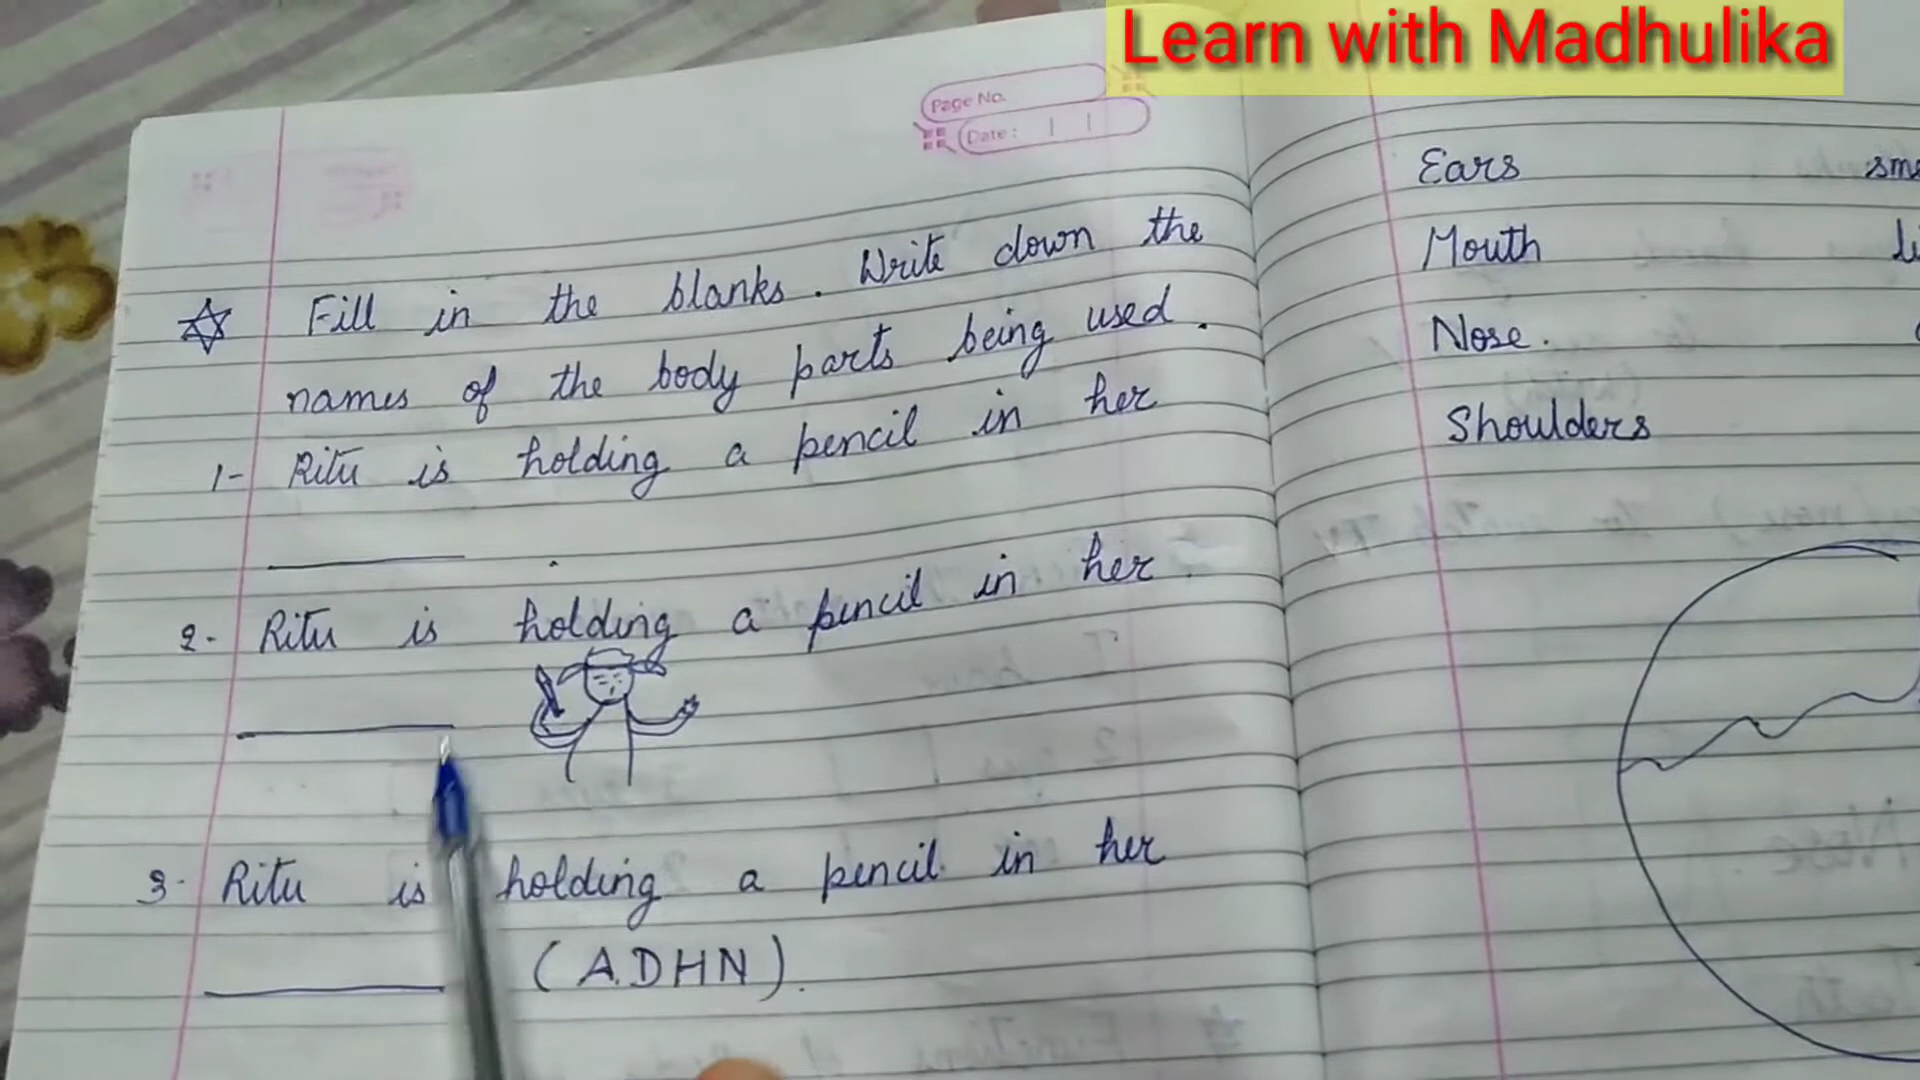 Learn with Madhulika
Page No.
Date :
Fill in the blanks. Write down the
names of the body parts being used.
1- Ritu is holding a pencil in her
.
2- Ritu is holding a pencil in her
3- Ritu is holding a pencil in her
(A.DHN).
Ears
Mouth
Nose.
Shoulders